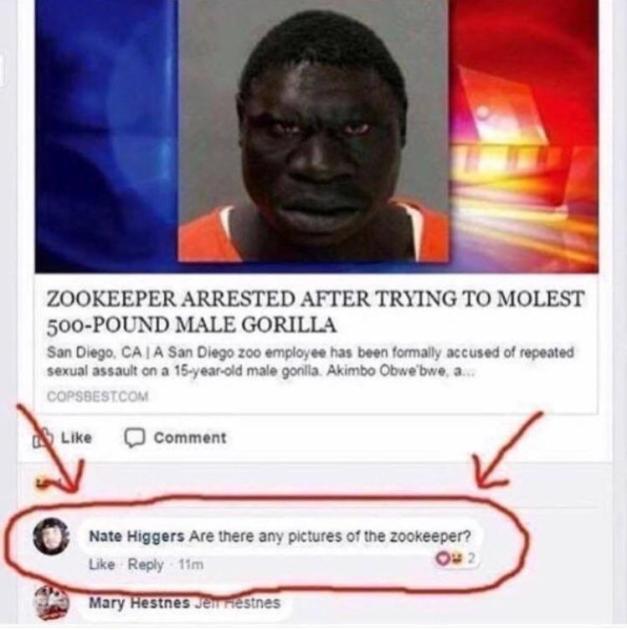 ZOOKEEPER ARRESTED AFTER TRYING TO MOLEST
500-POUND MALE GORILLA
San Diego, CA | A San Diego zoo employee has been formally accused of repeated
sexual assault on a 15-year-old male gorilla. Akimbo Obwe'bwe, a...
COPSBEST.COM
Like Comment
Nate Higgers Are there any pictures of the zookeeper?
Like · Reply · 11m
2
Mary Hestnes Jeff Hestnes